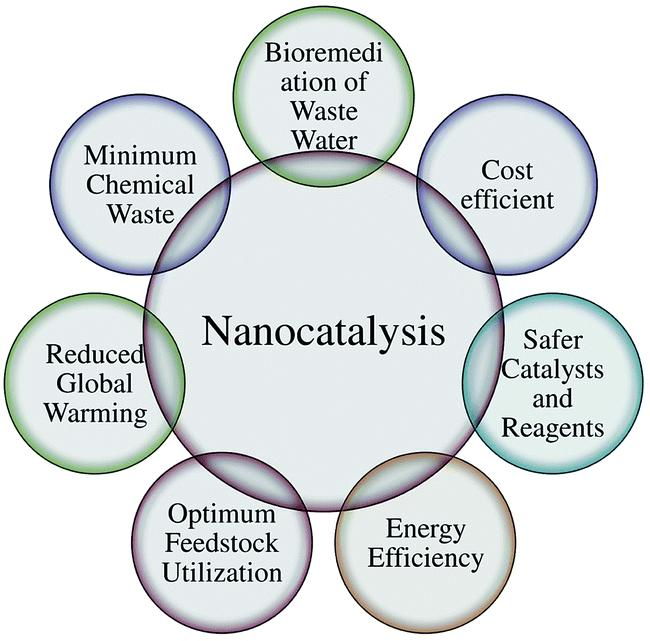 Bioremedi
ation of
Waste
Water
Cost
efficient
Safer
Catalysts
and
Reagents
Energy
Efficiency
Optimum
Feedstock
Utilization
Reduced
Global
Warming
Minimum
Chemical
Waste
Nanocatalysis